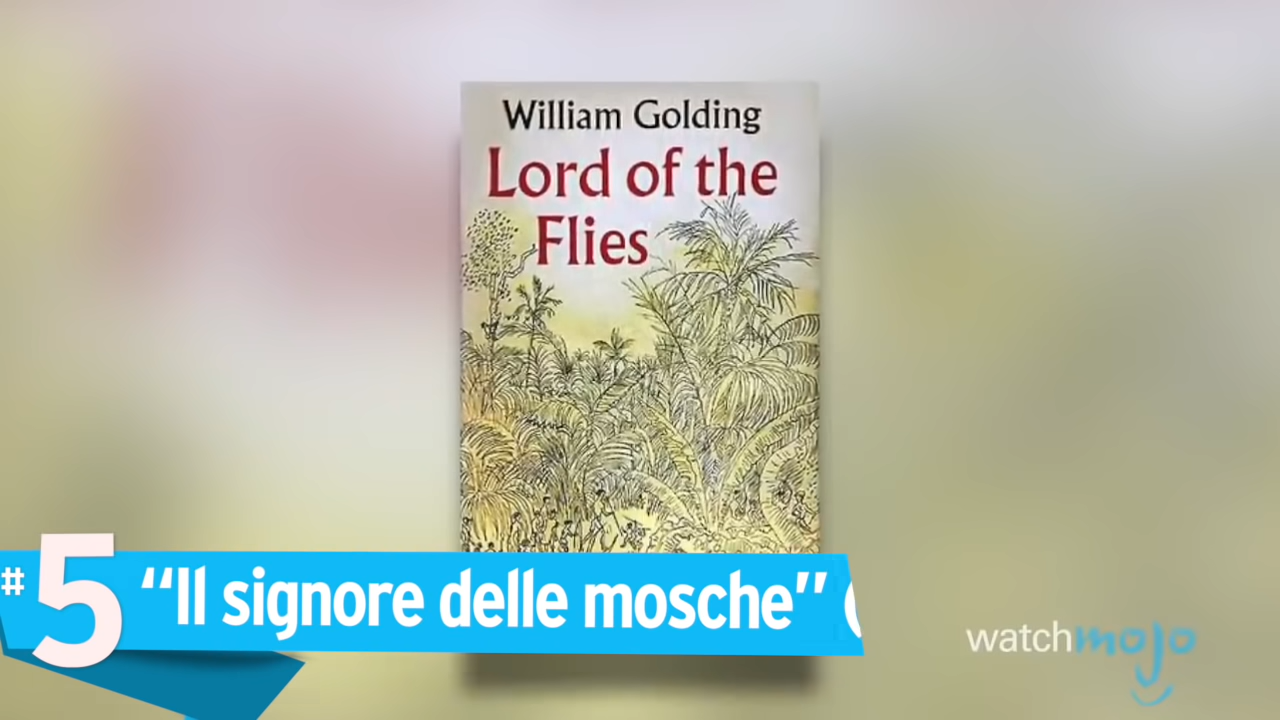 William Golding
Lord of the
Flies
#5 “Il signore delle mosche”
watchmojo